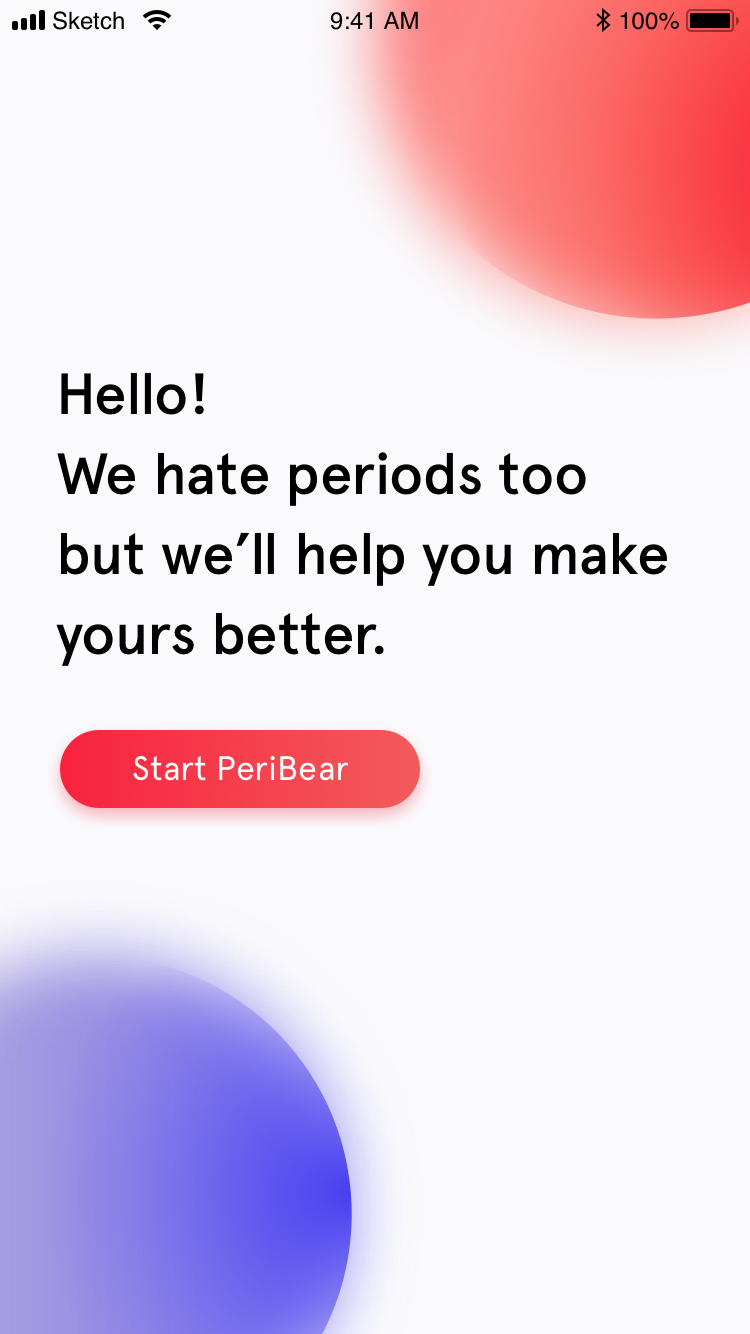 Sketch 9:41 AM 100%
Hello!
We hate periods too
but we’ll help you make
yours better.
Start PeriBear